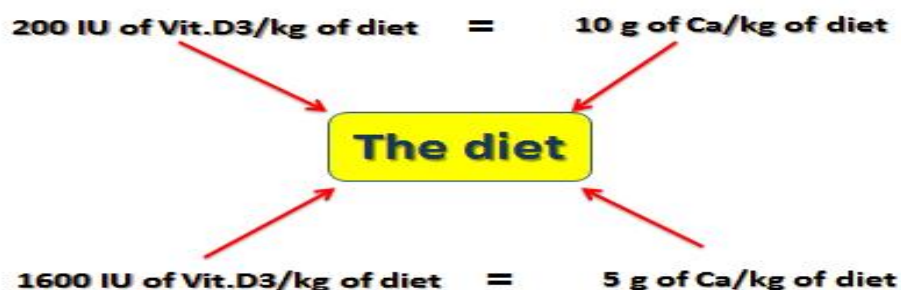 200 IU of Vit.D3/kg of diet = 10 g of Ca/kg of diet
The diet
1600 IU of Vit.D3/kg of diet = 5 g of Ca/kg of diet